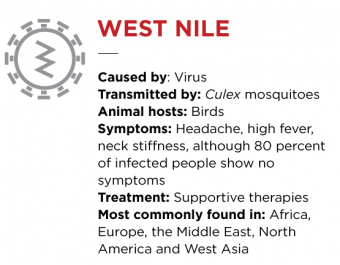 WEST NILE
Caused by: Virus
Transmitted by: Culex mosquitoes
Animal hosts: Birds
Symptoms: Headache, high fever,
neck stiffness, although 80 percent
of infected people show no
symptoms
Treatment: Supportive therapies
Most commonly found in: Africa,
Europe, the Middle East, North
America and West Asia